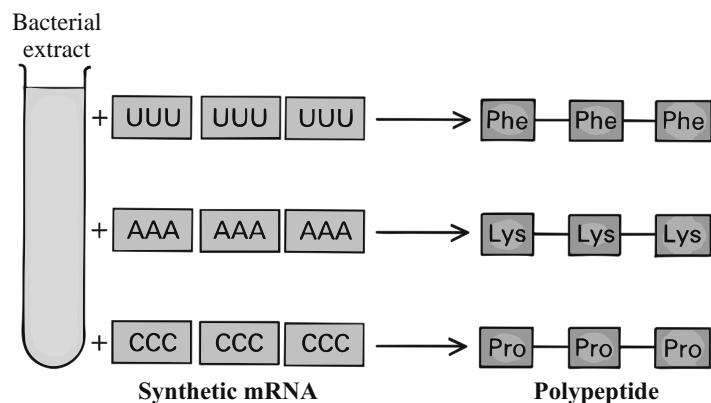 Bacterial
extract
+ UUU UUU UUU Phe Phe Phe
+ AAA AAA AAA Lys Lys Lys
+ CCC CCC CCC Pro Pro Pro
Synthetic mRNA Polypeptide